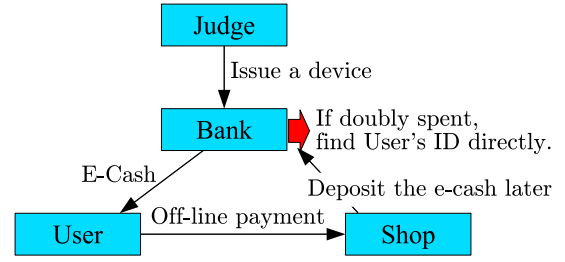 Judge
Issue a device
Bank
If doubly spent,
find User's ID directly.
E-Cash
Deposit the e-cash later
Off-line payment
User
Shop